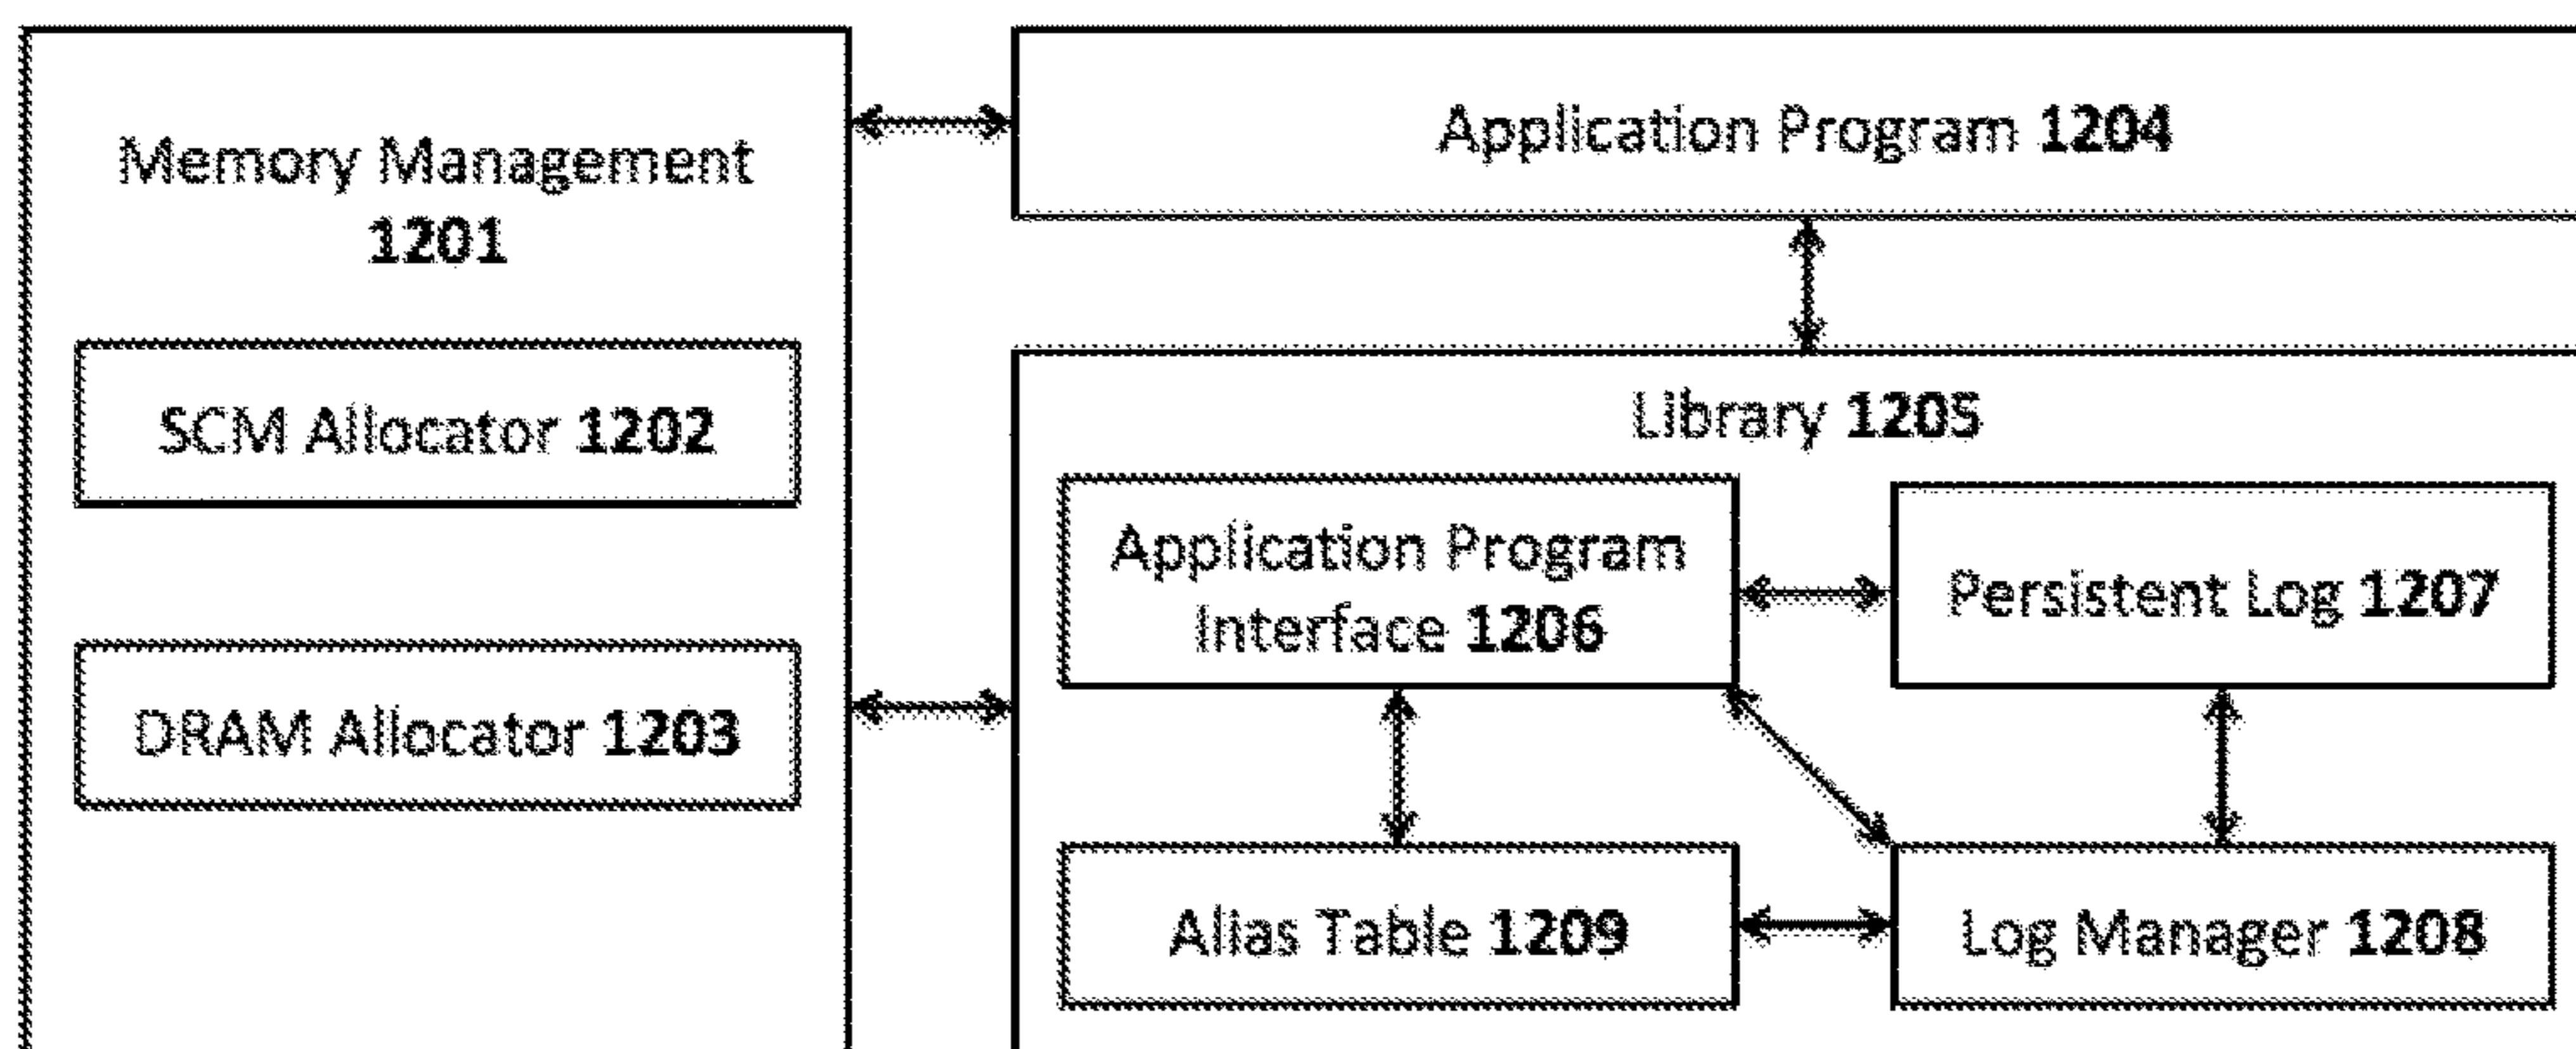 Memory Management
1201
SCM Allocator 1202
DRAM Allocator 1203
Application Program 1204
Library 1205
Application Program
Interface 1206
Persistent Log 1207
Alias Table 1209
Log Manager 1208